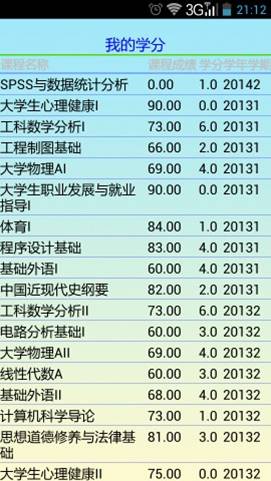 3G 21:12
我的学分
课程名称 课程成绩 学分 学年学期
SPSS与数据统计分析 0.00 1.0 20142
大学生心理健康I 90.00 0.0 20131
工科数学分析I 73.00 6.0 20131
工程制图基础 66.00 2.0 20131
大学物理AI 69.00 4.0 20131
大学生职业发展与就业 90.00 0.0 20131
指导I
体育I 84.00 1.0 20131
程序设计基础 83.00 4.0 20131
基础外语I 60.00 4.0 20131
中国近现代史纲要 82.00 2.0 20131
工科数学分析II 73.00 6.0 20132
电路分析基础I 60.00 3.0 20132
大学物理AII 69.00 4.0 20132
线性代数A 60.00 3.0 20132
基础外语II 68.00 4.0 20132
计算机科学导论 73.00 1.0 20132
思想道德修养与法律基 81.00 3.0 20132
础
大学生心理健康II 75.00 0.0 20132